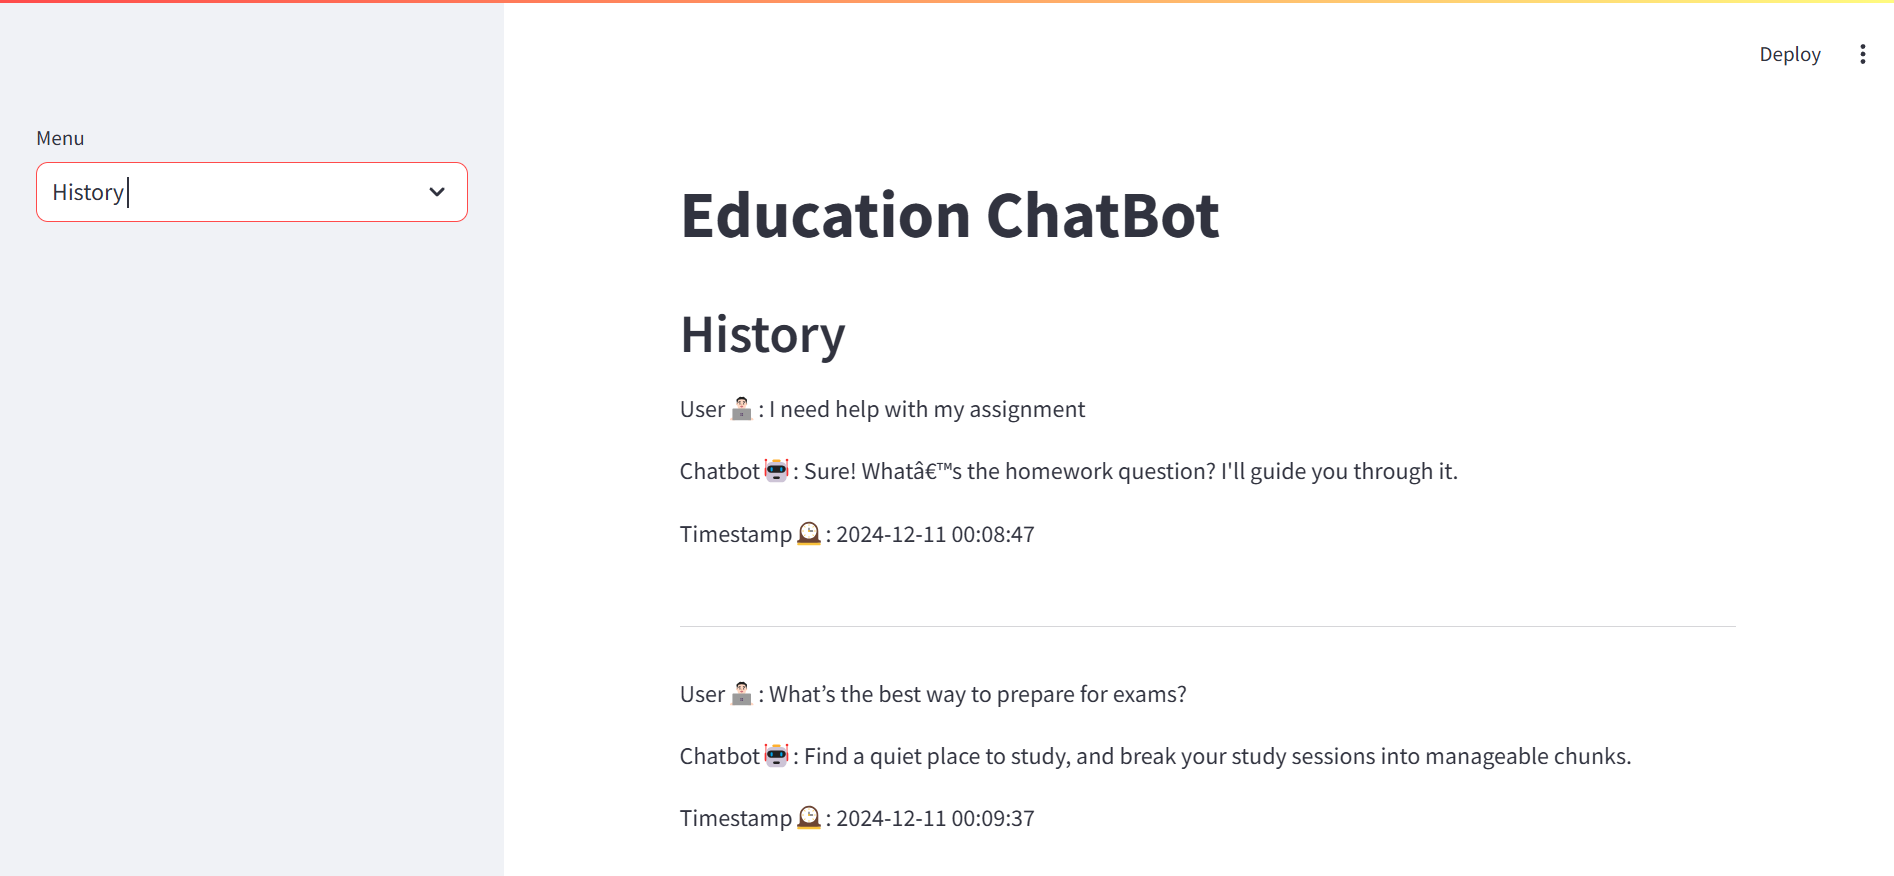 Deploy
Menu
History
Education ChatBot
History
User 👨🏻‍💻 : I need help with my assignment
Chatbot 🤖 : Sure! Whatâ€™s the homework question? I'll guide you through it.
Timestamp 🕰️ : 2024-12-11 00:08:47
User 👨🏻‍💻 : What’s the best way to prepare for exams?
Chatbot 🤖 : Find a quiet place to study, and break your study sessions into manageable chunks.
Timestamp 🕰️ : 2024-12-11 00:09:37